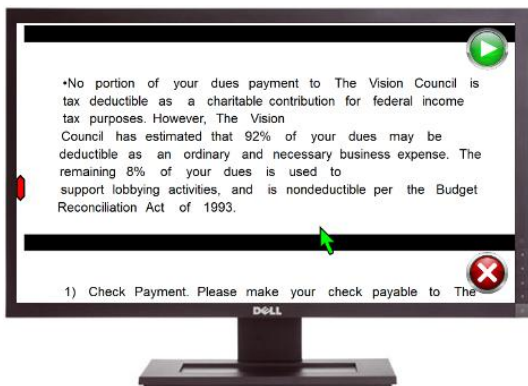 •No portion of your dues payment to The Vision Council is
tax deductible as a charitable contribution for federal income
tax purposes. However, The Vision
Council has estimated that 92% of your dues may be
deductible as an ordinary and necessary business expense. The
remaining 8% of your dues is used to
support lobbying activities, and is nondeductible per the Budget
Reconciliation Act of 1993.
1) Check Payment. Please make your check payable to The
DELL